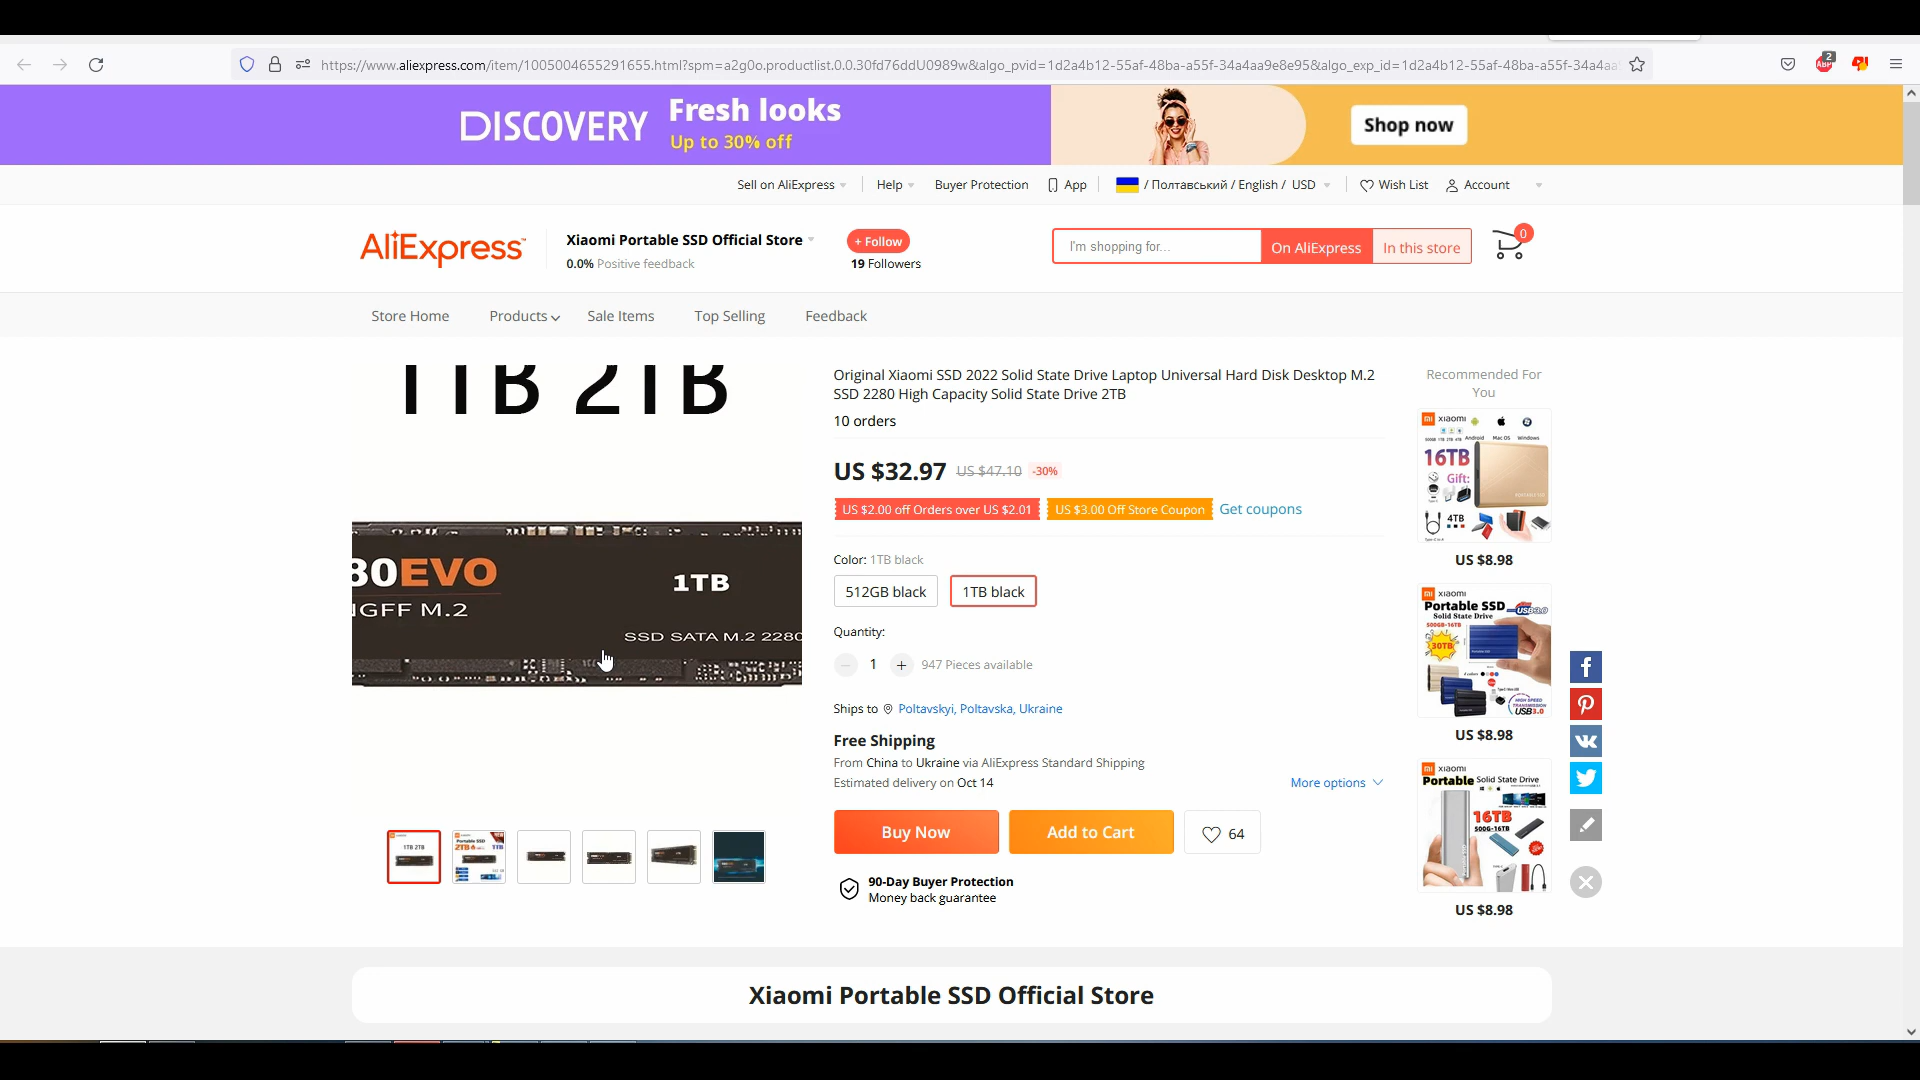 https://www.aliexpress.com/item/1005004655291655.html?spm=a2g0o.productlist.0.0.30fd76ddU0989w&algo_pvid=1d2a4b12-55af-48ba-a55f-34a4aa9e8e95&algo_exp_id=1d2a4b12-55af-48ba-a55f-34a4aa
ABP
2
DISCOVERY
Fresh looks
Up to 30% off
Shop now
Sell on AliExpress
Help
Buyer Protection
App
/ Полтавський / English / USD
Wish List
Account
AliExpress™
Xiaomi Portable SSD Official Store
0.0% Positive feedback
+ Follow
19 Followers
I'm shopping for...
On AliExpress
In this store
0
Store Home
Products
Sale Items
Top Selling
Feedback
1TB 2TB
80EVO
NGFF M.2
1TB
SSD SATA M.2 2280
Original Xiaomi SSD 2022 Solid State Drive Laptop Universal Hard Disk Desktop M.2
SSD 2280 High Capacity Solid State Drive 2TB
10 orders
US $32.97 US $47.10 -30%
US $2.00 off Orders over US $2.01
US $3.00 Off Store Coupon
Get coupons
Color: 1TB black
512GB black
1TB black
Quantity:
1
947 Pieces available
Ships to Poltavskyi, Poltavska, Ukraine
Free Shipping
From China to Ukraine via AliExpress Standard Shipping
Estimated delivery on Oct 14
More options
Buy Now
Add to Cart
64
90-Day Buyer Protection
Money back guarantee
Recommended For
You
xiaomi
Android Mac OS Windows
16TB
Gift:
4TB
US $8.98
xiaomi
Portable SSD
Solid State Drive
500GB-16TB
30TB
USB3.0
US $8.98
xiaomi
Portable Solid State Drive
16TB
500G-16TB
US $8.98
Xiaomi Portable SSD Official Store